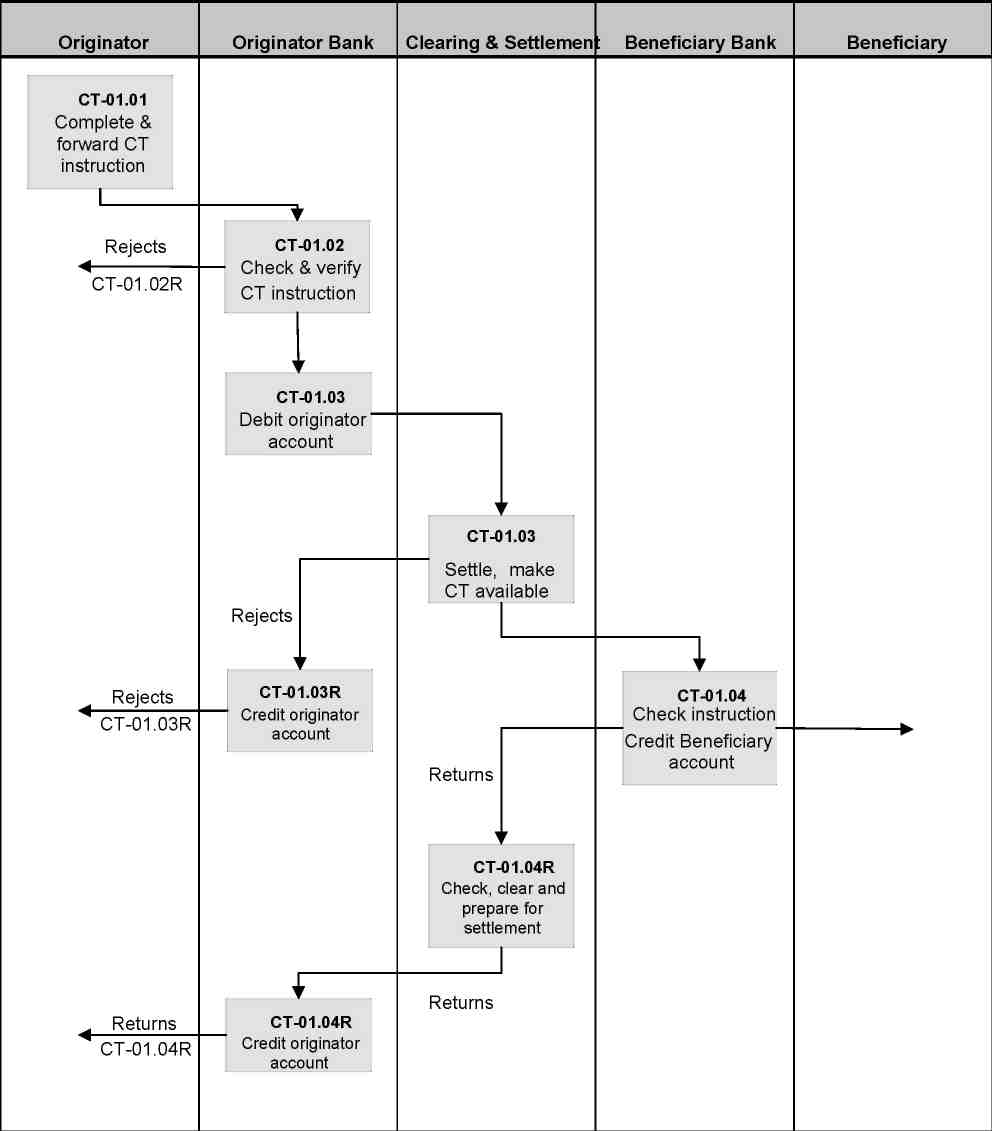 Originator
Originator Bank
Clearing & Settlement
Beneficiary Bank
Beneficiary
CT-01.01
Complete &
forward CT
instruction
Rejects
CT-01.02R
CT-01.02
Check & verify
CT instruction
CT-01.03
Debit originator
account
CT-01.03
Settle, make
CT available
Rejects
Rejects
CT-01.03R
CT-01.03R
Credit originator
account
CT-01.04
Check instruction
Credit Beneficiary
account
Returns
CT-01.04R
Check, clear and
prepare for
settlement
Returns
Returns
CT-01.04R
CT-01.04R
Credit originator
account